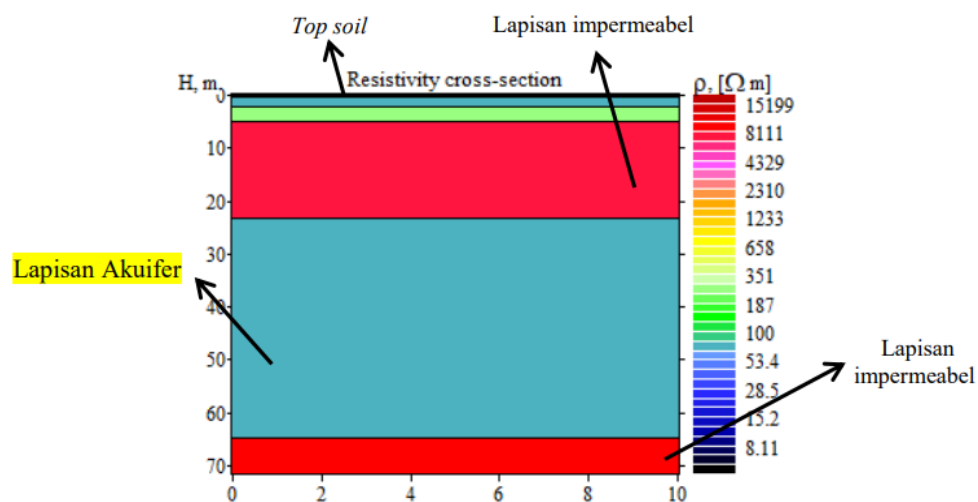 Top soil
Lapisan impermeabel
H, m.
Resistivity cross-section
ρ, [Ω m]
0
10
20
30
40
50
60
70
15199
8111
4329
2310
1233
658
351
187
100
53.4
28.5
15.2
8.11
Lapisan Akuifer
Lapisan
impermeabel
0 2 4 6 8 10